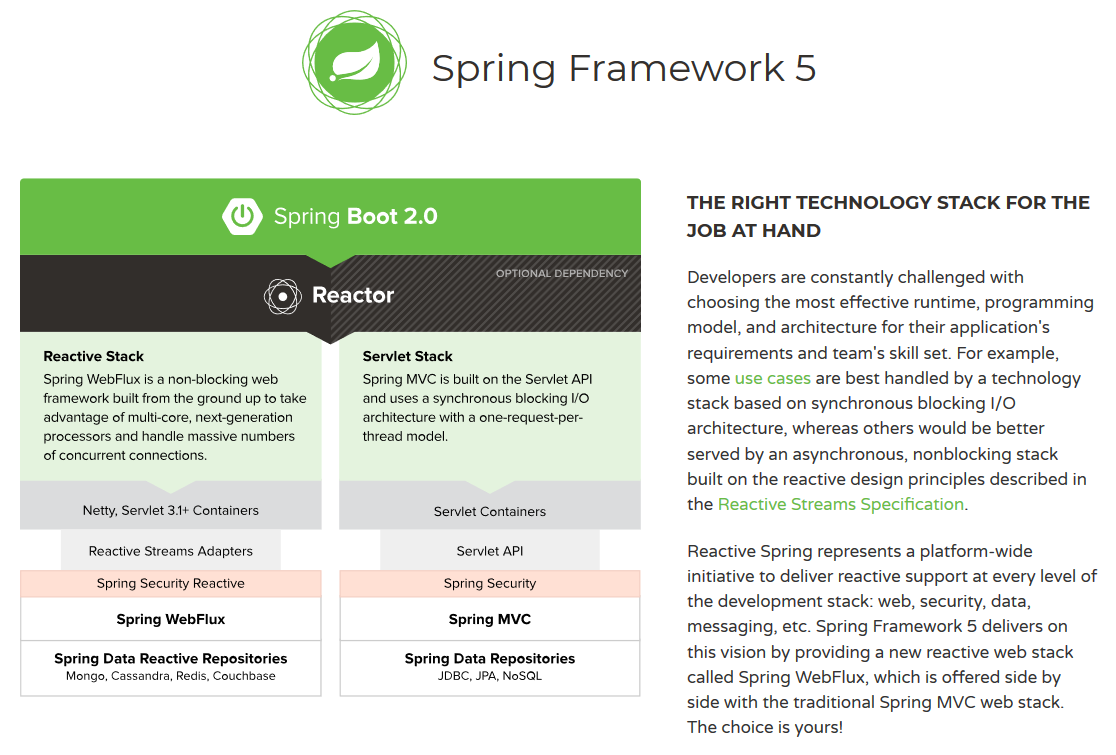 Spring Framework 5
Spring Boot 2.0
OPTIONAL DEPENDENCY
Reactor
Reactive Stack
Spring WebFlux is a non-blocking web
framework built from the ground up to take
advantage of multi-core, next-generation
processors and handle massive numbers
of concurrent connections.
Servlet Stack
Spring MVC is built on the Servlet API
and uses a synchronous blocking I/O
architecture with a one-request-per-
thread model.
Netty, Servlet 3.1+ Containers
Servlet Containers
Reactive Streams Adapters
Servlet API
Spring Security Reactive
Spring Security
Spring WebFlux
Spring MVC
Spring Data Reactive Repositories
Mongo, Cassandra, Redis, Couchbase
Spring Data Repositories
JDBC, JPA, NoSQL
THE RIGHT TECHNOLOGY STACK FOR THE
JOB AT HAND
Developers are constantly challenged with
choosing the most effective runtime, programming
model, and architecture for their application's
requirements and team's skill set. For example,
some use cases are best handled by a technology
stack based on synchronous blocking I/O
architecture, whereas others would be better
served by an asynchronous, nonblocking stack
built on the reactive design principles described in
the Reactive Streams Specification.
Reactive Spring represents a platform-wide
initiative to deliver reactive support at every level of
the development stack: web, security, data,
messaging, etc. Spring Framework 5 delivers on
this vision by providing a new reactive web stack
called Spring WebFlux, which is offered side by
side with the traditional Spring MVC web stack.
The choice is yours!